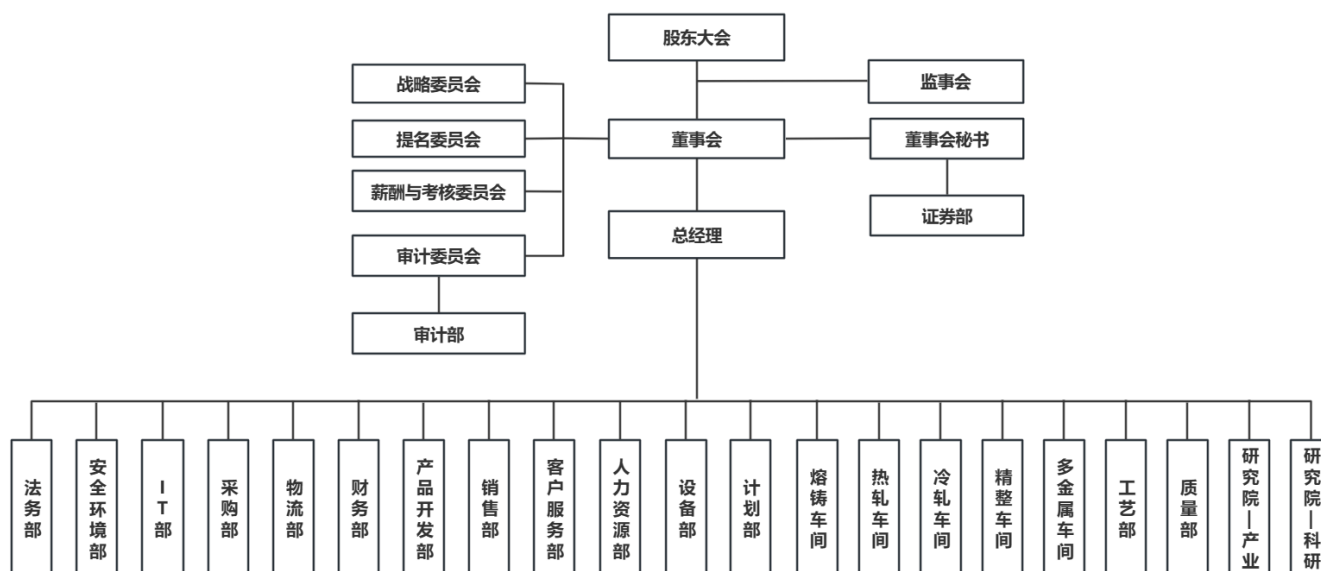 股东大会
战略委员会
监事会
提名委员会
董事会
董事会秘书
薪酬与考核委员会
证券部
总经理
审计委员会
审计部
法务部
安全环境部
IT部
采购部
物流部
财务部
产品开发部
销售部
客户服务部
人力资源部
设备部
计划部
熔铸车间
热轧车间
冷轧车间
精整车间
多金属车间
工艺部
质量部
研究院—产业
研究院—科研